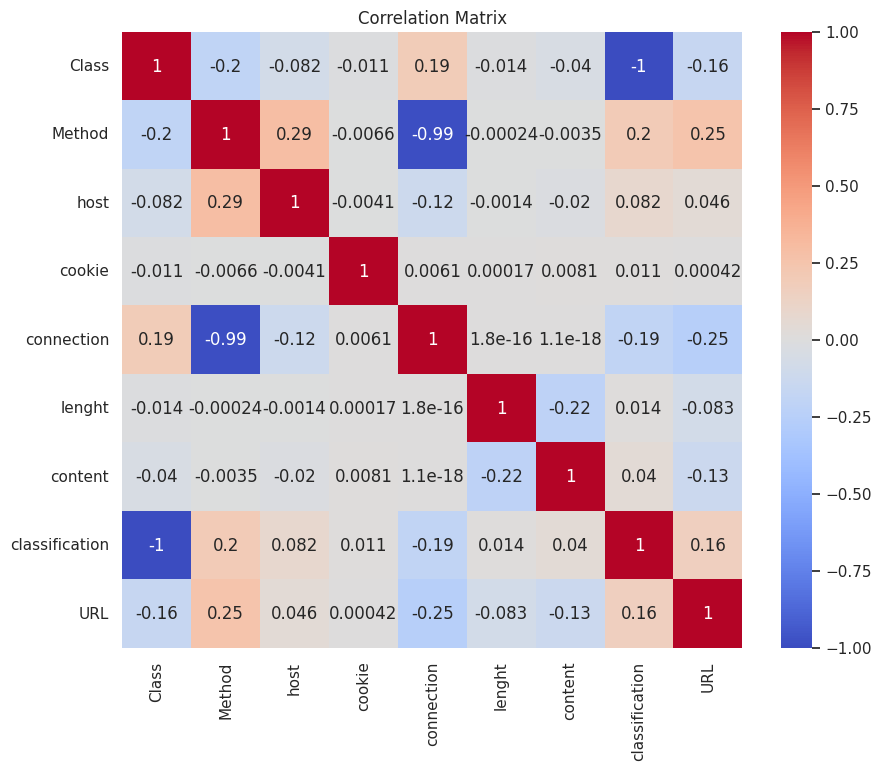 Correlation Matrix
Class 1 -0.2 -0.082 -0.011 0.19 -0.014 -0.04 -1 -0.16
Method -0.2 1 0.29 -0.0066 -0.99 -0.00024 -0.0035 0.2 0.25
host -0.082 0.29 1 -0.0041 -0.12 -0.0014 -0.02 0.082 0.046
cookie -0.011 -0.0066 -0.0041 1 0.0061 0.00017 0.0081 0.011 0.00042
connection 0.19 -0.99 -0.12 0.0061 1 1.8e-16 1.1e-18 -0.19 -0.25
lenght -0.014 -0.00024 -0.0014 0.00017 1.8e-16 1 -0.22 0.014 -0.083
content -0.04 -0.0035 -0.02 0.0081 1.1e-18 -0.22 1 0.04 -0.13
classification -1 0.2 0.082 0.011 -0.19 0.014 0.04 1 0.16
URL -0.16 0.25 0.046 0.00042 -0.25 -0.083 -0.13 0.16 1
Class Method host cookie connection lenght content classification URL
1.00
0.75
0.50
0.25
0.00
−0.25
−0.50
−0.75
−1.00